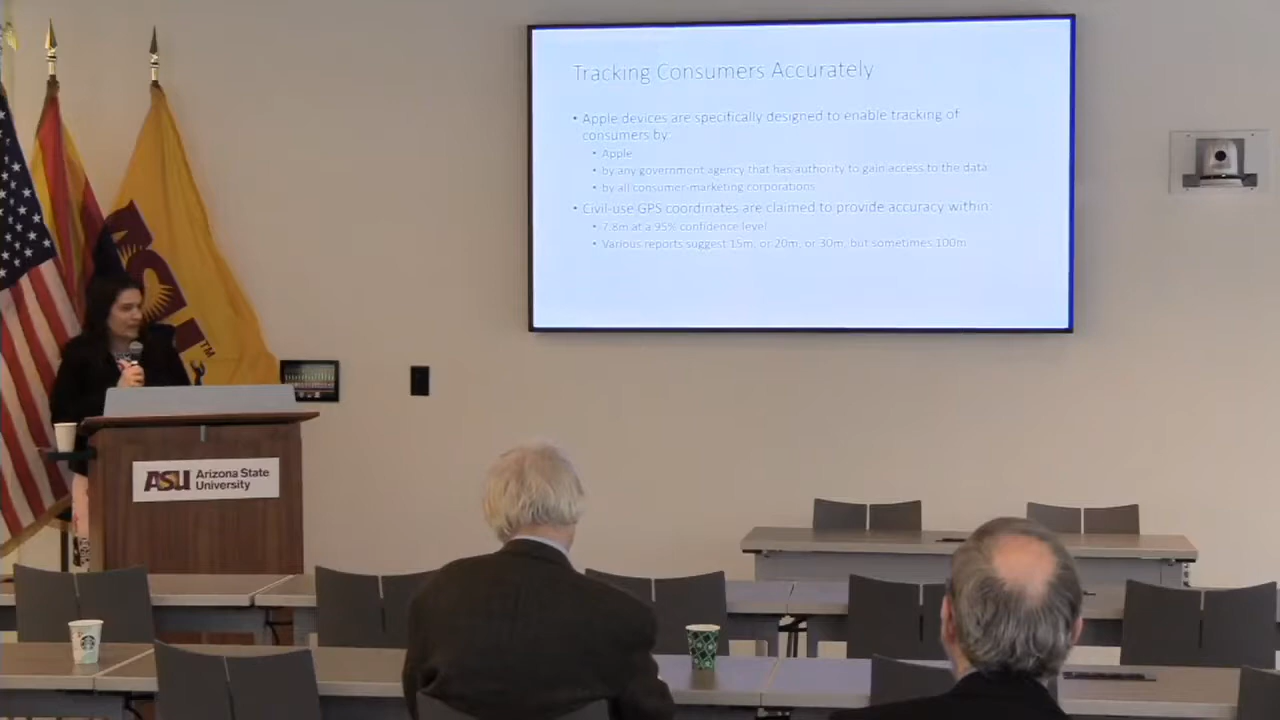 Tracking Consumers Accurately
• Apple devices are specifically designed to enable tracking of
consumers by:
• Apple
• by any government agency that has authority to gain access to the data
• by all consumer-marketing corporations
• Civil-use GPS coordinates are claimed to provide accuracy within:
• 7.8m at a 95% confidence level
• Various reports suggest 15m, or 20m, or 30m, but sometimes 100m
ASU
TM
ASU Arizona State
University